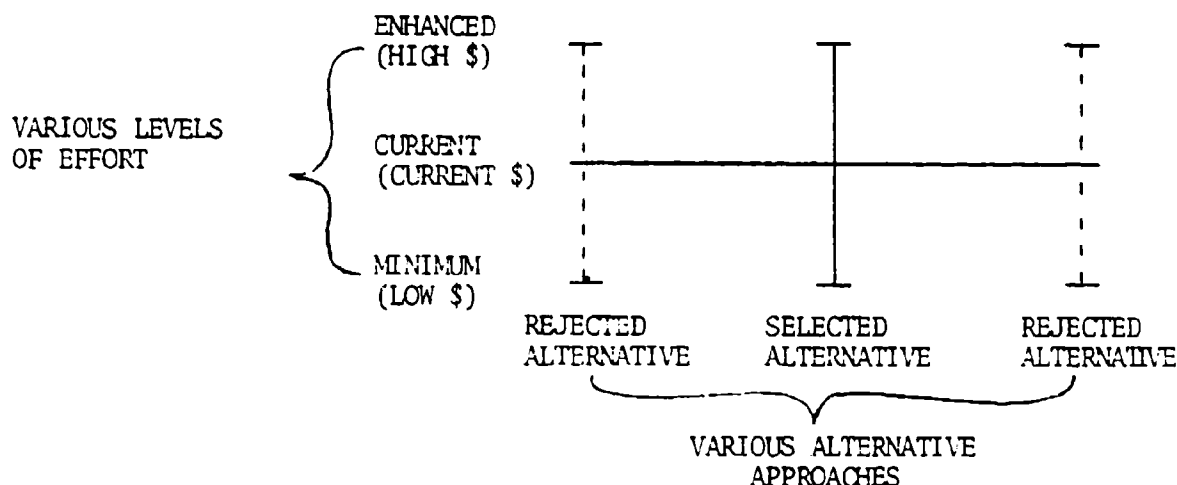 ENHANCED
(HIGH $)
VARIOUS LEVELS
OF EFFORT
CURRENT
(CURRENT $)
MINIMUM
(LOW $)
REJECTED
ALTERNATIVE
SELECTED
ALTERNATIVE
REJECTED
ALTERNATIVE
VARIOUS ALTERNATIVE
APPROACHES